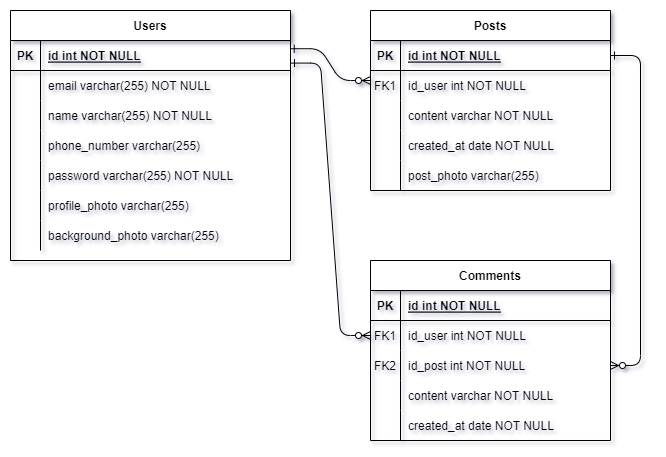 Users
PK id int NOT NULL
email varchar(255) NOT NULL
name varchar(255) NOT NULL
phone_number varchar(255)
password varchar(255) NOT NULL
profile_photo varchar(255)
background_photo varchar(255)
Posts
PK id int NOT NULL
FK1 id_user int NOT NULL
content varchar NOT NULL
created_at date NOT NULL
post_photo varchar(255)
Comments
PK id int NOT NULL
FK1 id_user int NOT NULL
FK2 id_post int NOT NULL
content varchar NOT NULL
created_at date NOT NULL